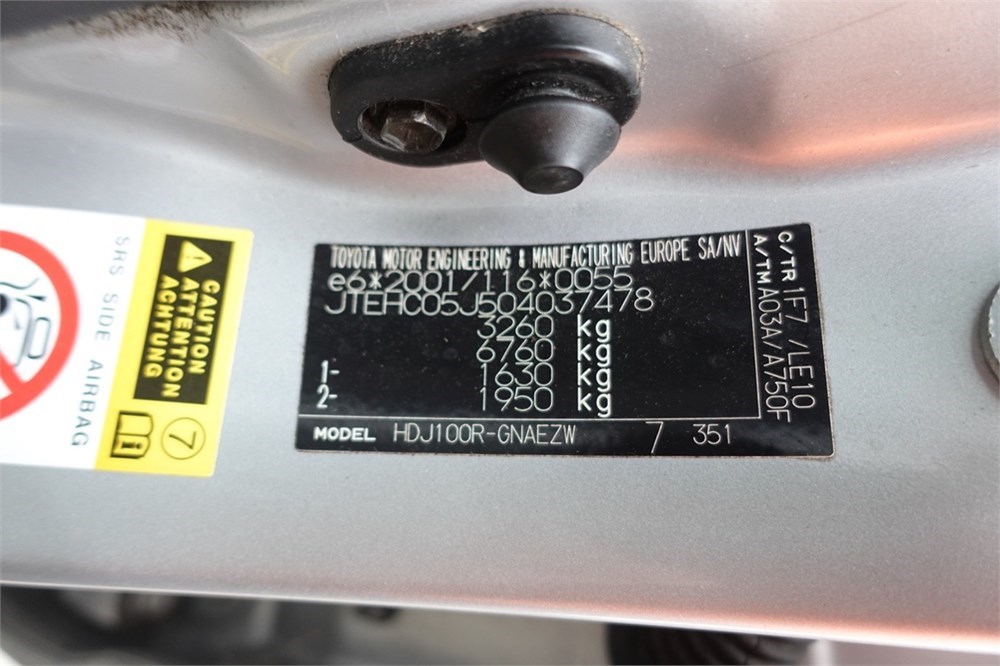 TOYOTA MOTOR ENGINEERING & MANUFACTURING EUROPE SA/NV
e6*2001/116*0055
JTEHC05J504037478
3260 kg
6760 kg
1- 1630 kg
2- 1950 kg
MODEL HDJ100R-GNAEZW 7 351
C/TR 1F7 /LE10
A/TM A03A/A750F
CAUTION
ATTENTION
ACHTUNG
7
SRS SIDE AIRBAG